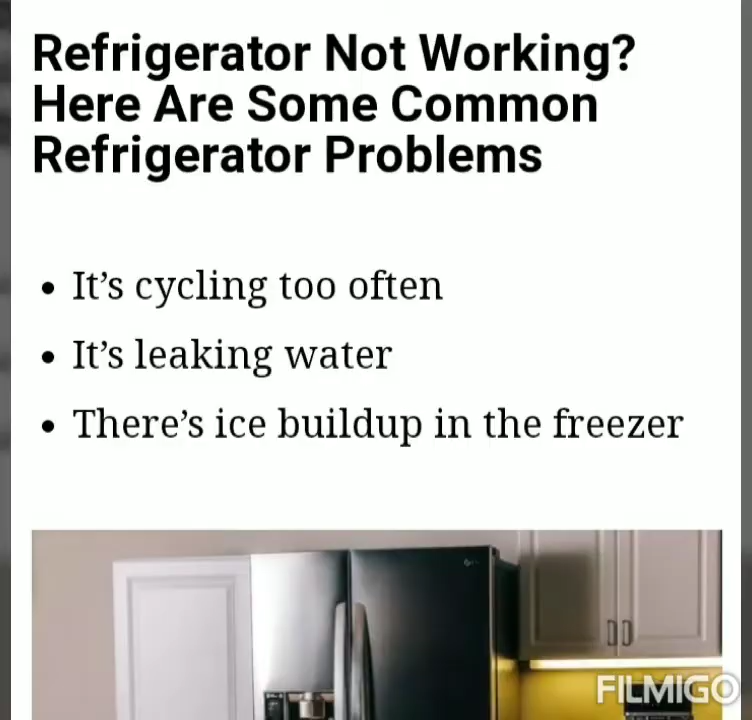 Refrigerator Not Working?
Here Are Some Common
Refrigerator Problems
• It’s cycling too often
• It’s leaking water
• There’s ice buildup in the freezer
FILMIGO